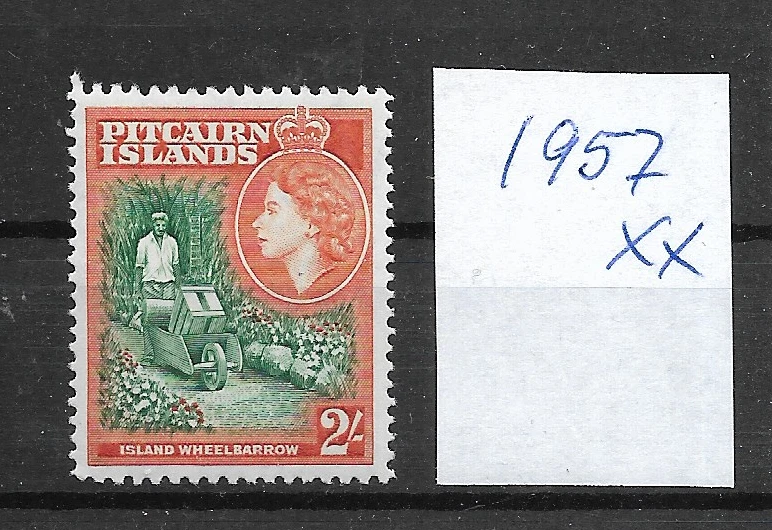 PITCAIRN
ISLANDS
ISLAND WHEELBARROW
2/-
1957
XX